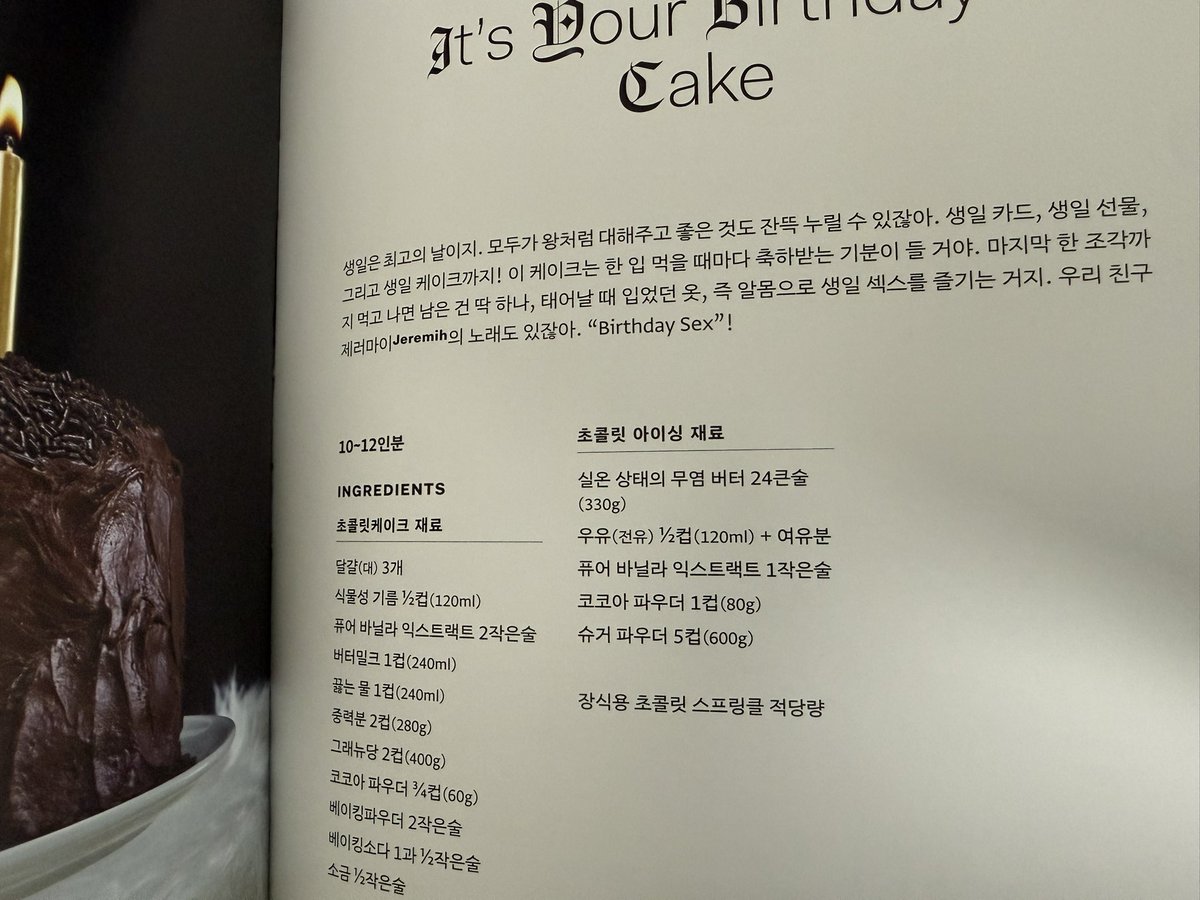 It's Your Birthday
Cake
생일은 최고의 날이지. 모두가 왕처럼 대해주고 좋은 것도 잔뜩 누릴 수 있잖아. 생일 카드, 생일 선물,
그리고 생일 케이크까지! 이 케이크는 한 입 먹을 때마다 축하받는 기분이 들 거야. 마지막 한 조각까
지 먹고 나면 남은 건 딱 하나, 태어날 때 입었던 옷, 즉 알몸으로 생일 섹스를 즐기는 거지. 우리 친구
제러마이Jeremih의 노래도 있잖아. “Birthday Sex”!
10~12인분
INGREDIENTS
초콜릿케이크 재료
달걀(대) 3개
식물성 기름 ½컵(120ml)
퓨어 바닐라 익스트랙트 2작은술
버터밀크 1컵(240ml)
끓는 물 1컵(240ml)
중력분 2컵(280g)
그래뉴당 2컵(400g)
코코아 파우더 ¾컵(60g)
베이킹파우더 2작은술
베이킹소다 1과 ½작은술
소금 ½작은술
초콜릿 아이싱 재료
실온 상태의 무염 버터 24큰술
(330g)
우유(전유) ½컵(120ml) + 여유분
퓨어 바닐라 익스트랙트 1작은술
코코아 파우더 1컵(80g)
슈거 파우더 5컵(600g)
장식용 초콜릿 스프링클 적당량